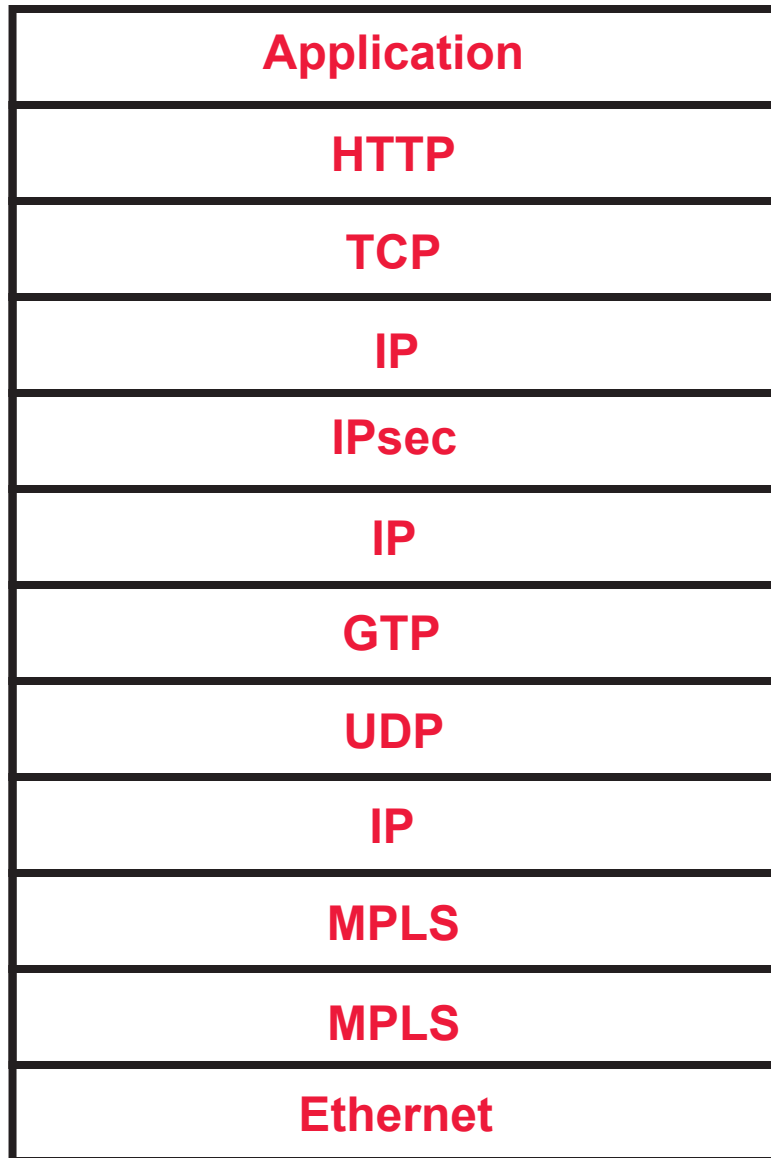 Application
HTTP
TCP
IP
IPsec
IP
GTP
UDP
IP
MPLS
MPLS
Ethernet